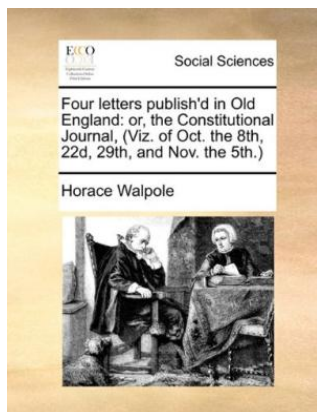 ECCO
Social Sciences
Four letters publish'd in Old
England: or, the Constitutional
Journal, (Viz. of Oct. the 8th,
22d, 29th, and Nov. the 5th.)
Horace Walpole